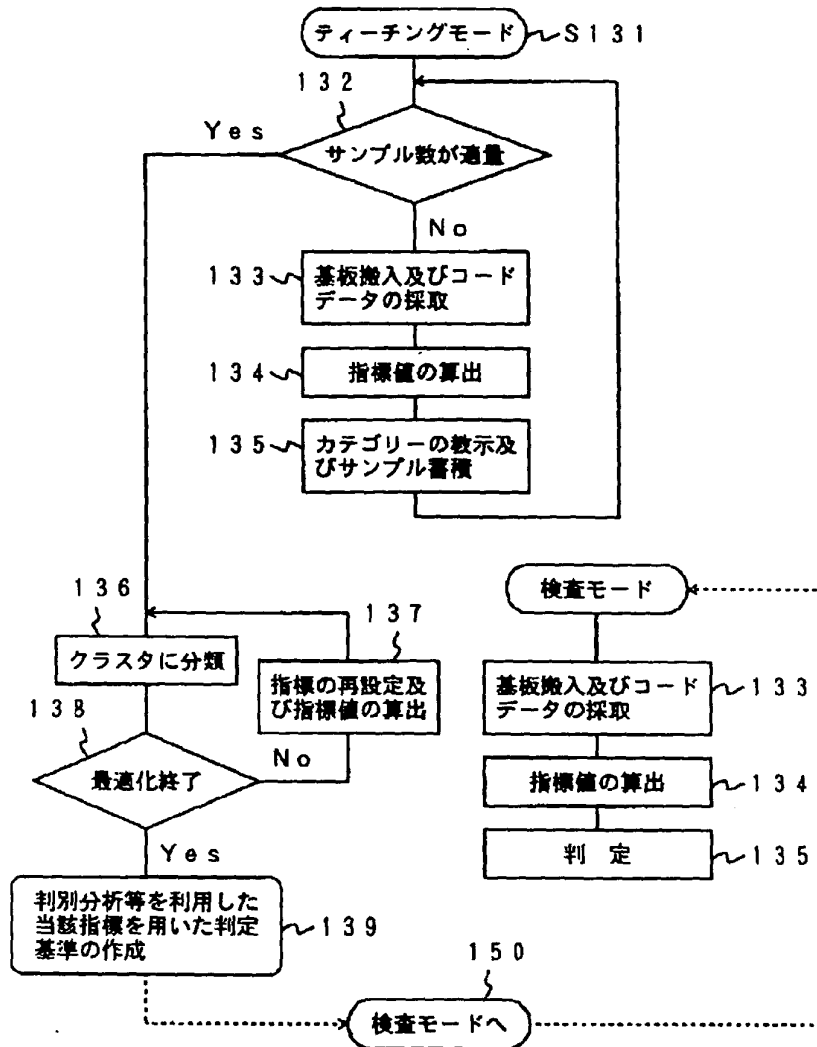 ティーチングモード
S131
132
Yes
サンプル数が適量
No
133
基板搬入及びコード
データの採取
134
指標値の算出
135
カテゴリーの教示及
びサンプル蓄積
136
クラスタに分類
137
指標の再設定及
び指標値の算出
138
最適化終了
No
Yes
判別分析等を利用した
当該指標を用いた判定
基準の作成
139
検査モード
基板搬入及びコード
データの採取
133
指標値の算出
134
判 定
135
150
検査モードへ